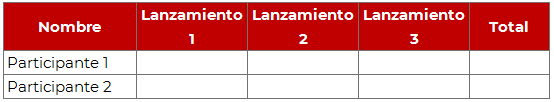 Nombre Lanzamiento 1 Lanzamiento 2 Lanzamiento 3 Total
Participante 1
Participante 2